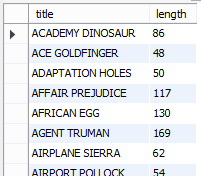 title length
ACADEMY DINOSAUR 86
ACE GOLDFINGER 48
ADAPTATION HOLES 50
AFFAIR PREJUDICE 117
AFRICAN EGG 130
AGENT TRUMAN 169
AIRPLANE SIERRA 62
AIRPORT POLLOCK 54